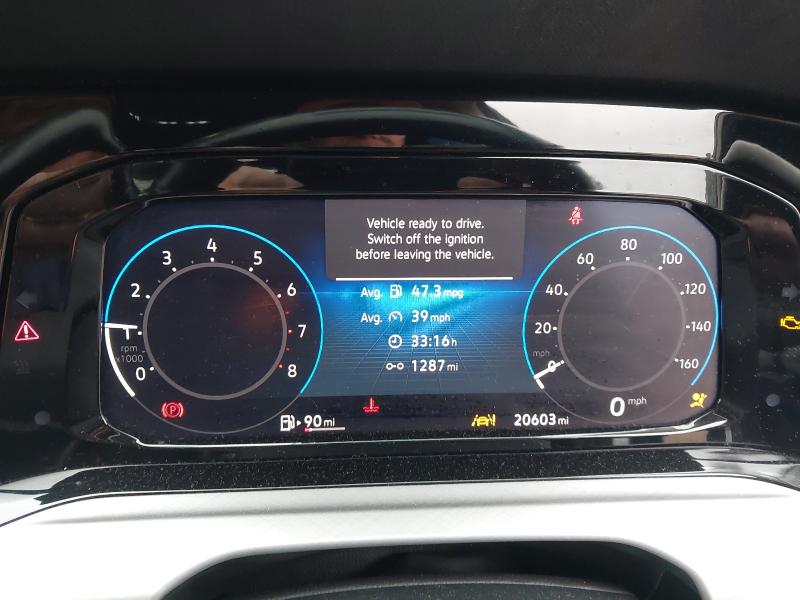 Vehicle ready to drive.
Switch off the ignition
before leaving the vehicle.
Avg. 47.3 mpg
Avg. 39 mph
33:16 h
1287 mi
0
1
2
3
4
5
6
7
8
rpm
x1000
0
20
40
60
80
100
120
140
160
mph
0 mph
P
90 mi
20603 mi